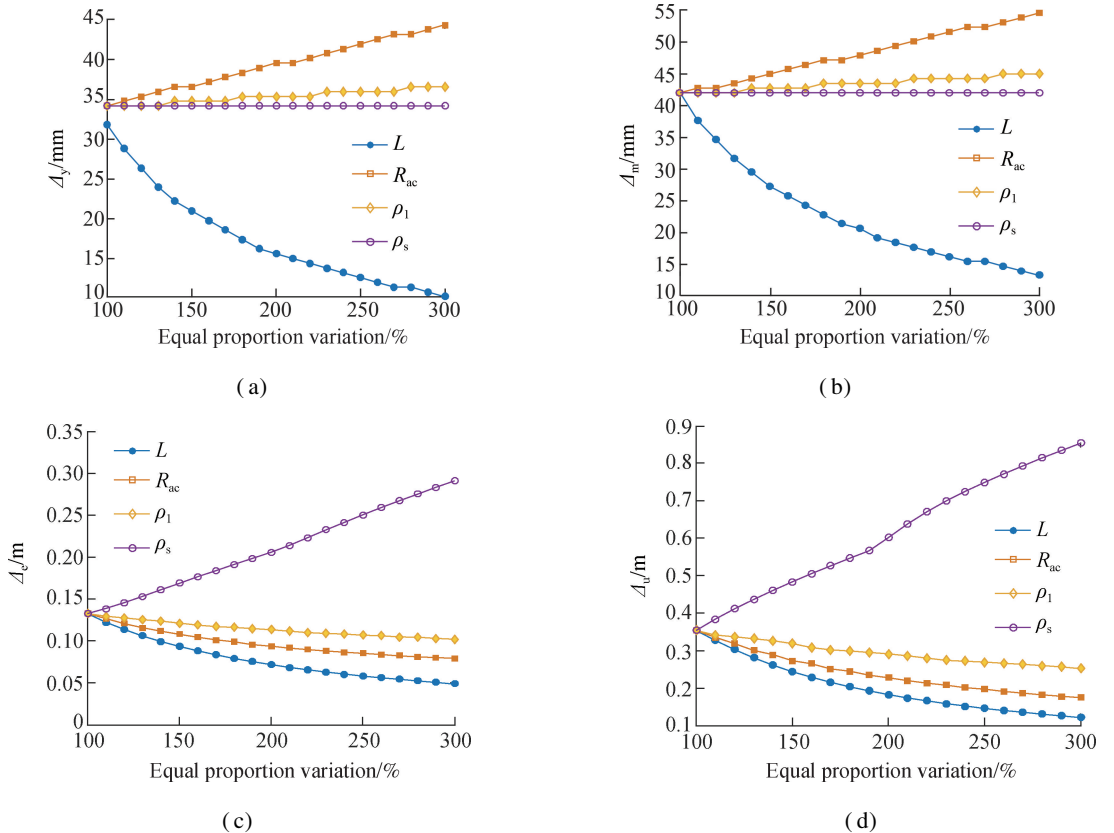 45
40
35
30
25
20
15
10
Δy/mm
L
Rac
ρ1
ρs
100 150 200 250 300
Equal proportion variation/%
(a)
55
50
45
40
35
30
25
20
15
10
Δm/mm
L
Rac
ρ1
ρs
100 150 200 250 300
Equal proportion variation/%
(b)
0.35
0.30
0.25
0.20
0.15
0.10
0.05
0
Δe/m
L
Rac
ρ1
ρs
100 150 200 250 300
Equal proportion variation/%
(c)
0.9
0.8
0.7
0.6
0.5
0.4
0.3
0.2
0.1
Δu/m
L
Rac
ρ1
ρs
100 150 200 250 300
Equal proportion variation/%
(d)